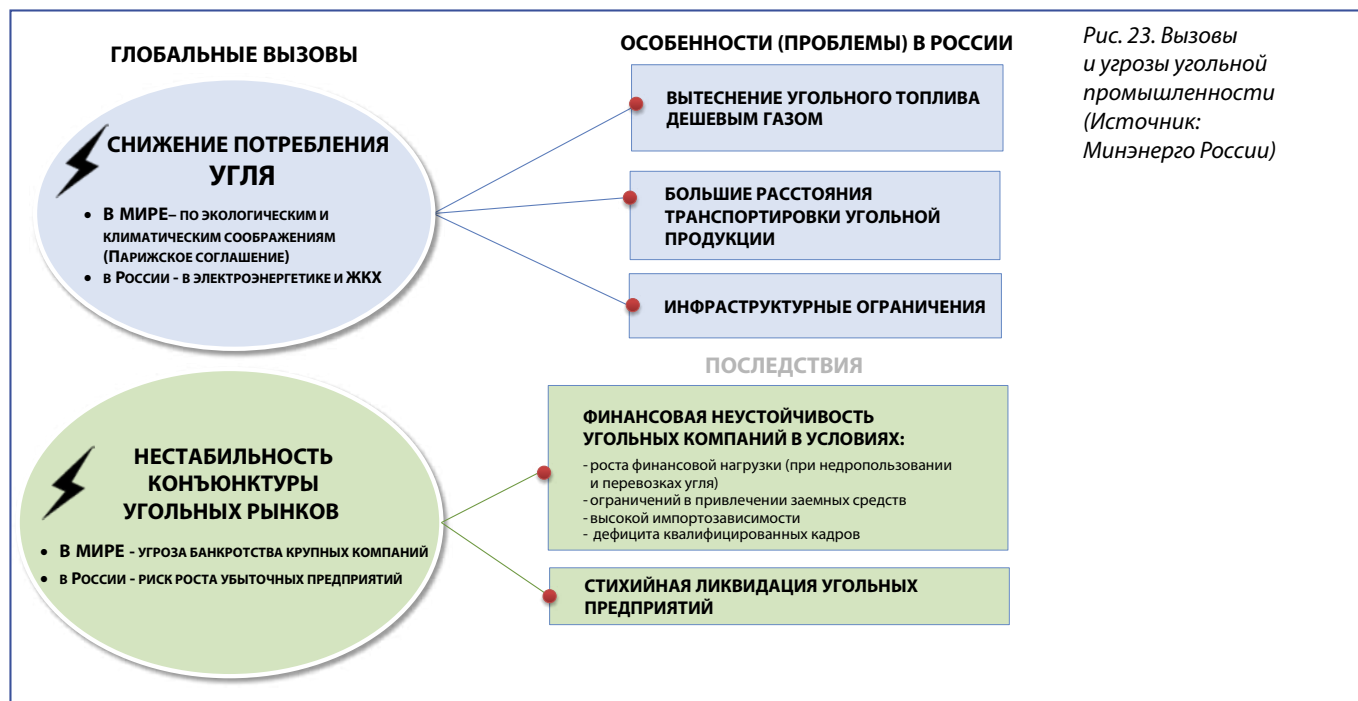 ГЛОБАЛЬНЫЕ ВЫЗОВЫ
СНИЖЕНИЕ ПОТРЕБЛЕНИЯ
УГЛЯ
• В МИРЕ– ПО ЭКОЛОГИЧЕСКИМ И
КЛИМАТИЧЕСКИМ СООБРАЖЕНИЯМ
(ПАРИЖСКОЕ СОГЛАШЕНИЕ)
• В РОССИИ - В ЭЛЕКТРОЭНЕРГЕТИКЕ И ЖКХ
ОСОБЕННОСТИ (ПРОБЛЕМЫ) В РОССИИ
ВЫТЕСНЕНИЕ УГОЛЬНОГО ТОПЛИВА
ДЕШЕВЫМ ГАЗОМ
БОЛЬШИЕ РАССТОЯНИЯ
ТРАНСПОРТИРОВКИ УГОЛЬНОЙ
ПРОДУКЦИИ
ИНФРАСТРУКТУРНЫЕ ОГРАНИЧЕНИЯ
НЕСТАБИЛЬНОСТЬ
КОНЪЮНКТУРЫ
УГОЛЬНЫХ РЫНКОВ
• В МИРЕ - УГРОЗА БАНКРОТСТВА КРУПНЫХ КОМПАНИЙ
• В РОССИИ - РИСК РОСТА УБЫТОЧНЫХ ПРЕДПРИЯТИЙ
ПОСЛЕДСТВИЯ
ФИНАНСОВАЯ НЕУСТОЙЧИВОСТЬ
УГОЛЬНЫХ КОМПАНИЙ В УСЛОВИЯХ:
- роста финансовой нагрузки (при недропользовании
и перевозках угля)
- ограничений в привлечении заемных средств
- высокой импортозависимости
- дефицита квалифицированных кадров
СТИХИЙНАЯ ЛИКВИДАЦИЯ УГОЛЬНЫХ
ПРЕДПРИЯТИЙ
Рис. 23. Вызовы
и угрозы угольной
промышленности
(Источник:
Минэнерго России)